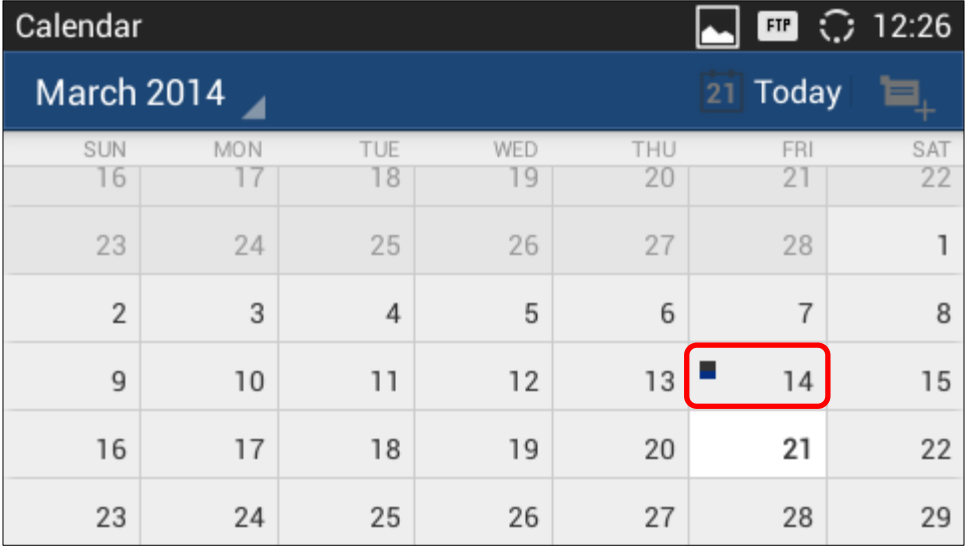 Calendar FTP 12:26
March 2014 21 Today
SUN MON TUE WED THU FRI SAT
16 17 18 19 20 21 22
23 24 25 26 27 28 1
2 3 4 5 6 7 8
9 10 11 12 13 14 15
16 17 18 19 20 21 22
23 24 25 26 27 28 29